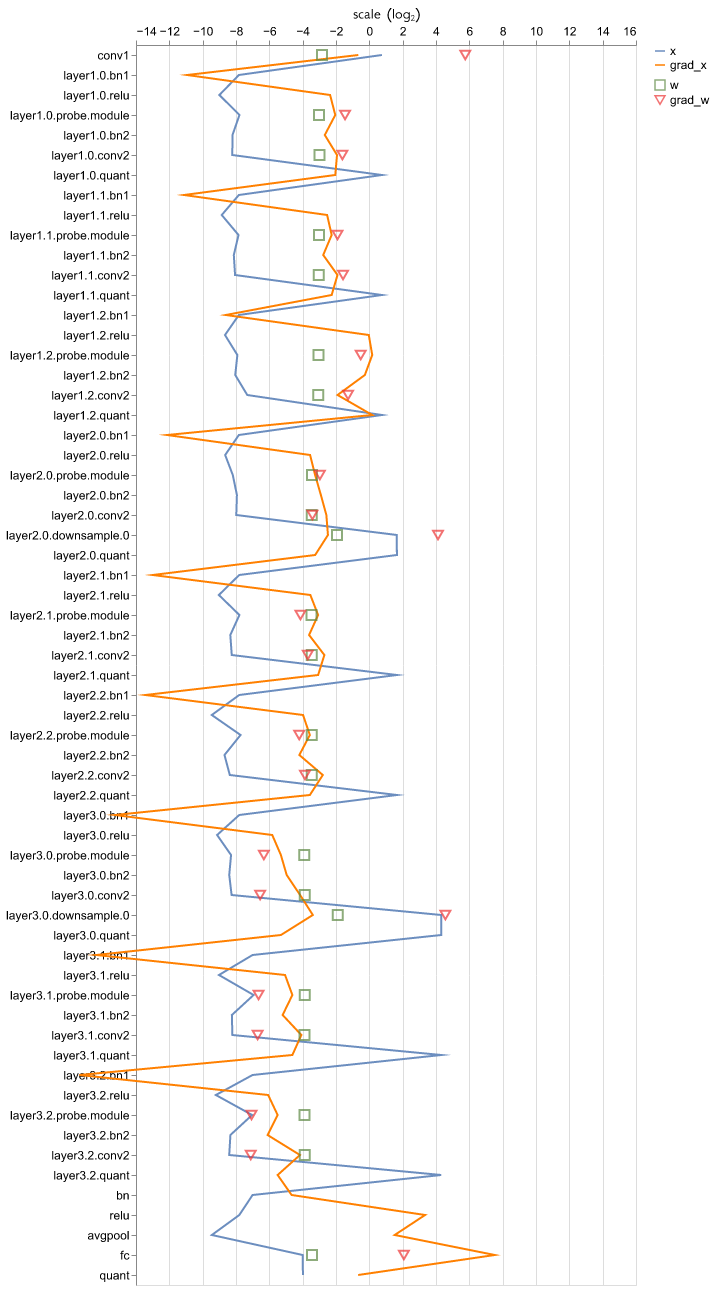 scale (log₂)
−14 −12 −10 −8 −6 −4 −2 0 2 4 6 8 10 12 14 16
x
grad_x
w
grad_w
conv1
layer1.0.bn1
layer1.0.relu
layer1.0.probe.module
layer1.0.bn2
layer1.0.conv2
layer1.0.quant
layer1.1.bn1
layer1.1.relu
layer1.1.probe.module
layer1.1.bn2
layer1.1.conv2
layer1.1.quant
layer1.2.bn1
layer1.2.relu
layer1.2.probe.module
layer1.2.bn2
layer1.2.conv2
layer1.2.quant
layer2.0.bn1
layer2.0.relu
layer2.0.probe.module
layer2.0.bn2
layer2.0.conv2
layer2.0.downsample.0
layer2.0.quant
layer2.1.bn1
layer2.1.relu
layer2.1.probe.module
layer2.1.bn2
layer2.1.conv2
layer2.1.quant
layer2.2.bn1
layer2.2.relu
layer2.2.probe.module
layer2.2.bn2
layer2.2.conv2
layer2.2.quant
layer3.0.bn1
layer3.0.relu
layer3.0.probe.module
layer3.0.bn2
layer3.0.conv2
layer3.0.downsample.0
layer3.0.quant
layer3.1.bn1
layer3.1.relu
layer3.1.probe.module
layer3.1.bn2
layer3.1.conv2
layer3.1.quant
layer3.2.bn1
layer3.2.relu
layer3.2.probe.module
layer3.2.bn2
layer3.2.conv2
layer3.2.quant
bn
relu
avgpool
fc
quant